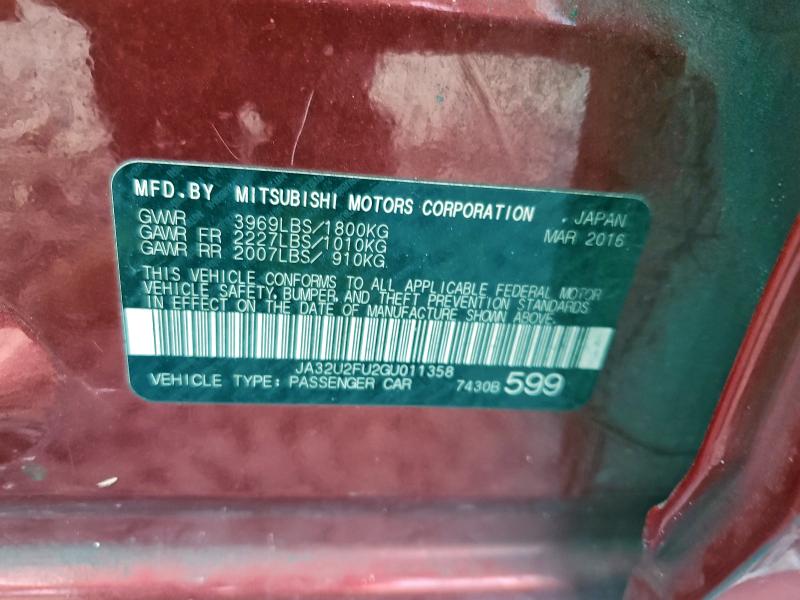 MFD.BY MITSUBISHI MOTORS CORPORATION . JAPAN
GVWR 3969LBS/1800KG MAR 2016
GAWR FR 2227LBS/1010KG
GAWR RR 2007LBS/ 910KG
THIS VEHICLE CONFORMS TO ALL APPLICABLE FEDERAL MOTOR
VEHICLE SAFETY, BUMPER, AND THEFT PREVENTION STANDARDS
IN EFFECT ON THE DATE OF MANUFACTURE SHOWN ABOVE.
JA32U2FU2GU011358
VEHICLE TYPE: PASSENGER CAR 7430B 599